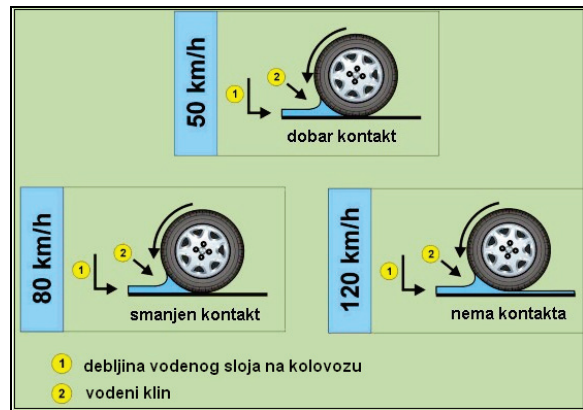 50 km/h
1
2
dobar kontakt
80 km/h
1
2
smanjen kontakt
120 km/h
1
2
nema kontakta
1 debljina vodenog sloja na kolovozu
2 vodeni klin